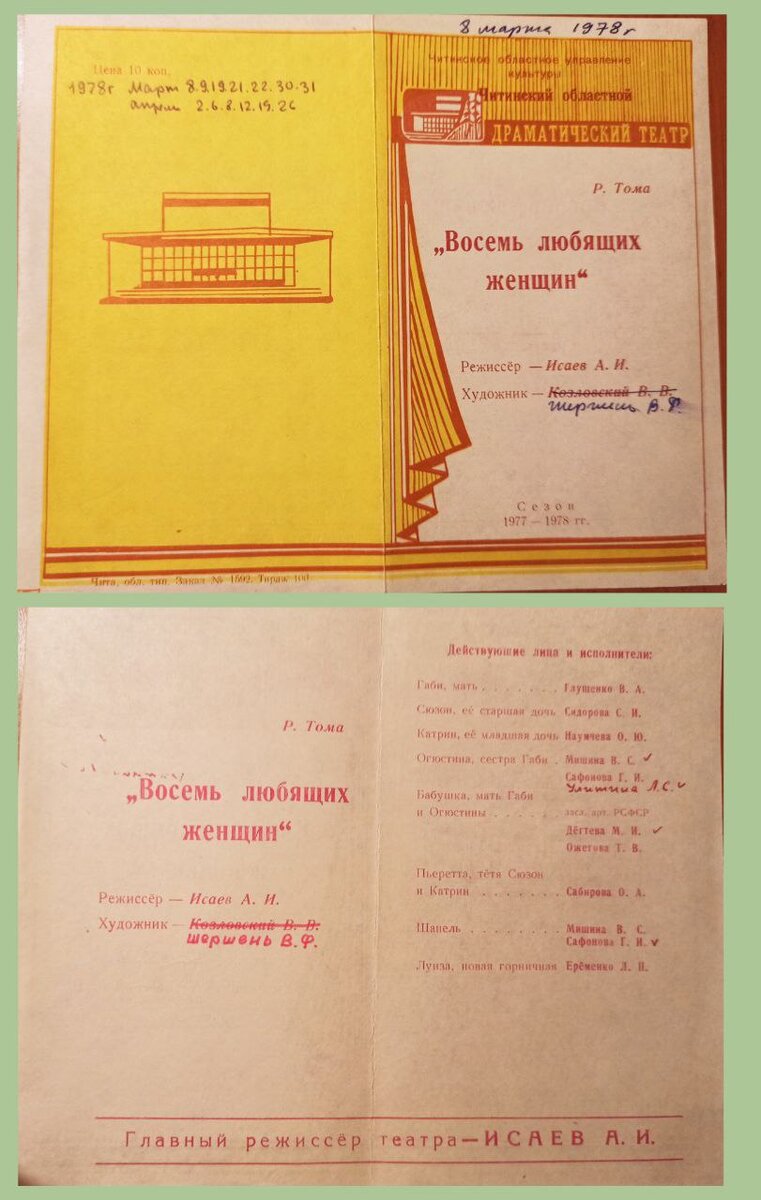 Цена 10 коп.
1978г Март 8.9.19.21.22.30.31
апрель 2.6.8.12.19.26
Чита, обл. тип. Заказ № 1592. Тираж 100
8 марта 1978г
Читинское областное управление
культуры
Читинский областной
ДРАМАТИЧЕСКИЙ ТЕАТР
Р. Тома
„Восемь любящих
женщин“
Режиссёр — Исаев А. И.
Художник — Козловский В. В.
Шершень В.Ф.
Сезон
1977 — 1978 гг.
Р. Тома
„Восемь любящих
женщин“
Режиссёр — Исаев А. И.
Художник — Козловский В. В.
Шершень В.Ф.
Действующие лица и исполнители:
Габи, мать . . . . . . . Глушенко В. А.
Сюзон, её старшая дочь Сидорова С. И.
Катрин, её младшая дочь Наумчева О. Ю.
Огюстина, сестра Габи . Мишина В. С. ✓
Сафонова Г. И.
Улитина Л.С. ✓
Бабушка, мать Габи
и Огюстины . . . . . . засл. арт. РСФСР
Дёгтева М. И. ✓
Ожегова Т. В.
Пьеретта, тётя Сюзон
и Катрин . . . . . . . Сабирова О. А.
Шанель . . . . . . . . Мишина В. С.
Сафонова Г. И. ✓
Луиза, новая горничная Ерёменко Л. П.
Главный режиссёр театра — ИСАЕВ А. И.